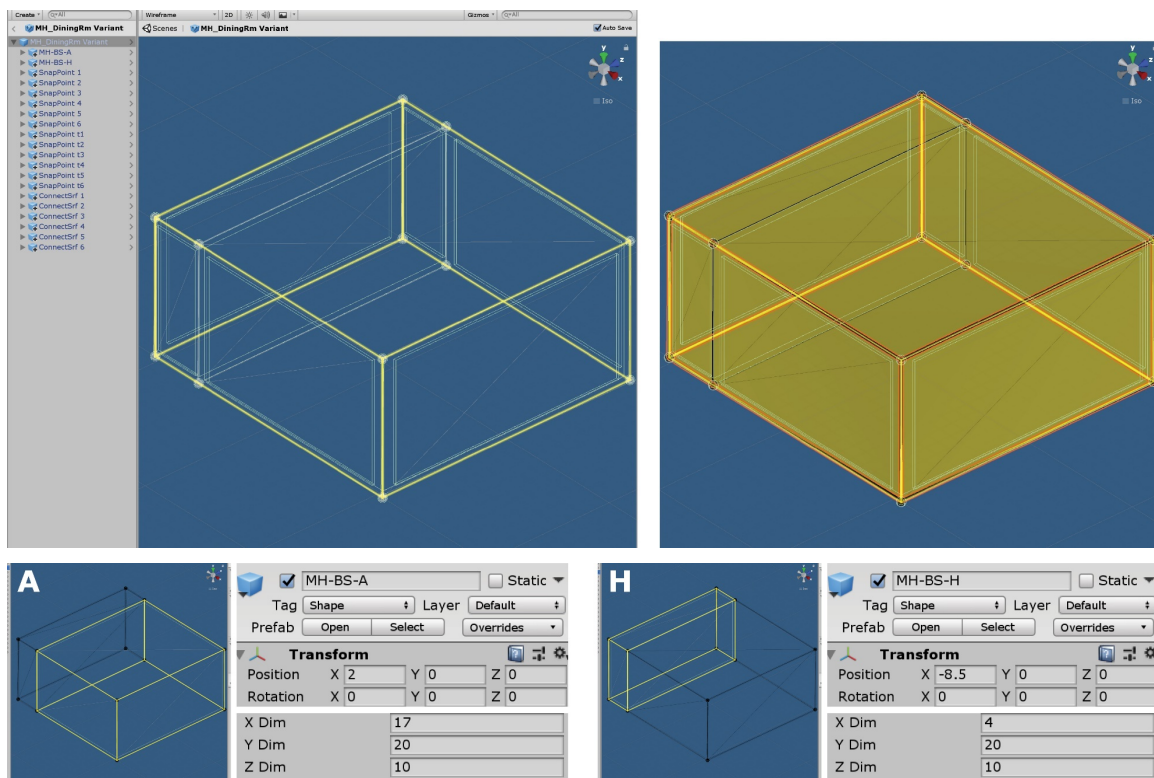 Create
All
Wireframe
2D
Gizmos
All
MH_DiningRm Variant
Scenes
MH_DiningRm Variant
Auto Save
MH_DiningRm Variant
MH-BS-A
MH-BS-H
SnapPoint 1
SnapPoint 2
SnapPoint 3
SnapPoint 4
SnapPoint 5
SnapPoint 6
SnapPoint t1
SnapPoint t2
SnapPoint t3
SnapPoint t4
SnapPoint t5
SnapPoint t6
ConnectSrf 1
ConnectSrf 2
ConnectSrf 3
ConnectSrf 4
ConnectSrf 5
ConnectSrf 6
y
z
x
Iso
y
z
x
Iso
A
MH-BS-A
Static
Tag Shape Layer Default
Prefab Open Select Overrides
Transform
Position X 2 Y 0 Z 0
Rotation X 0 Y 0 Z 0
X Dim 17
Y Dim 20
Z Dim 10
H
MH-BS-H
Static
Tag Shape Layer Default
Prefab Open Select Overrides
Transform
Position X -8.5 Y 0 Z 0
Rotation X 0 Y 0 Z 0
X Dim 4
Y Dim 20
Z Dim 10